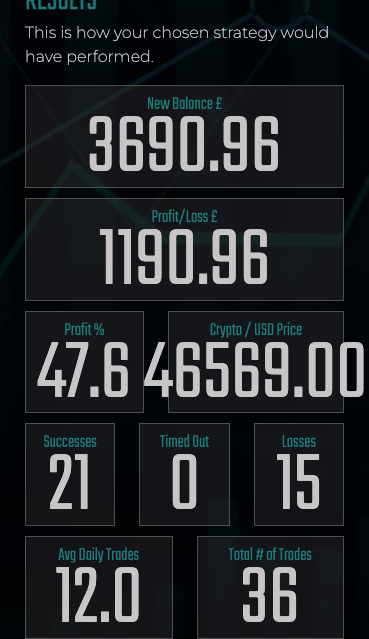 RESULTS
This is how your chosen strategy would
have performed.
New Balance £
3690.96
Profit/Loss £
1190.96
Profit % Crypto / USD Price
47.6 46569.00
Successes Timed Out Losses
21 0 15
Avg Daily Trades Total # of Trades
12.0 36